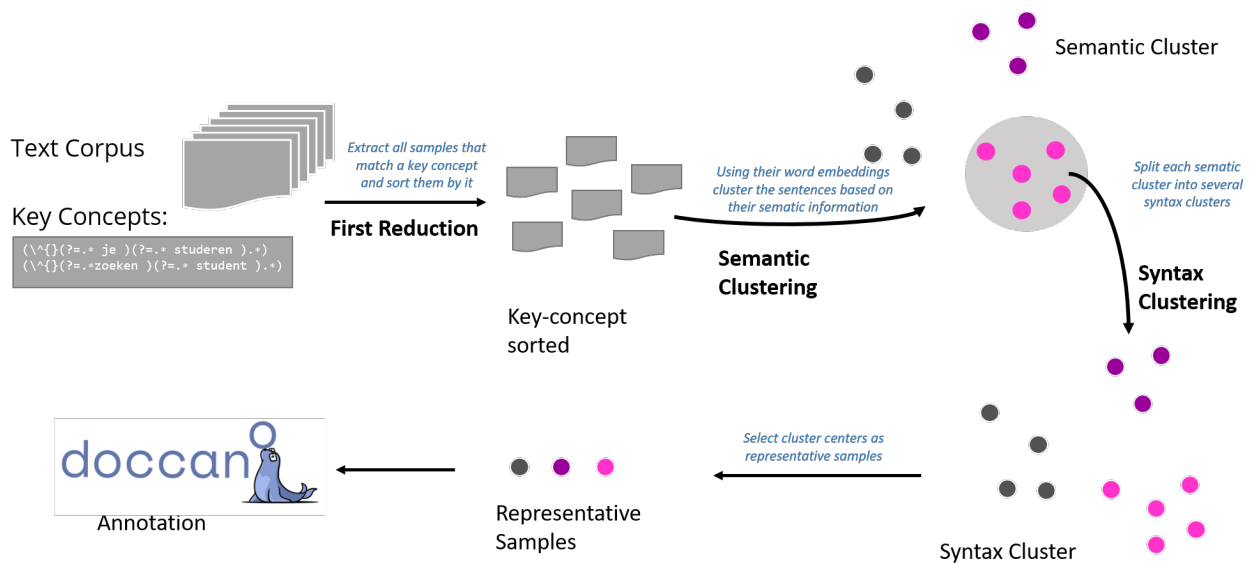 Text Corpus
Key Concepts:
(\^{}(?=.* je )(?=.* studeren ).*)
(\^{}(?=.*zoeken )(?=.* student ).*)
Extract all samples that
match a key concept
and sort them by it
First Reduction
Key-concept
sorted
Using their word embeddings
cluster the sentences based on
their sematic information
Semantic
Clustering
Semantic Cluster
Split each sematic
cluster into several
syntax clusters
Syntax
Clustering
Syntax Cluster
Select cluster centers as
representative samples
Representative
Samples
doccano
Annotation